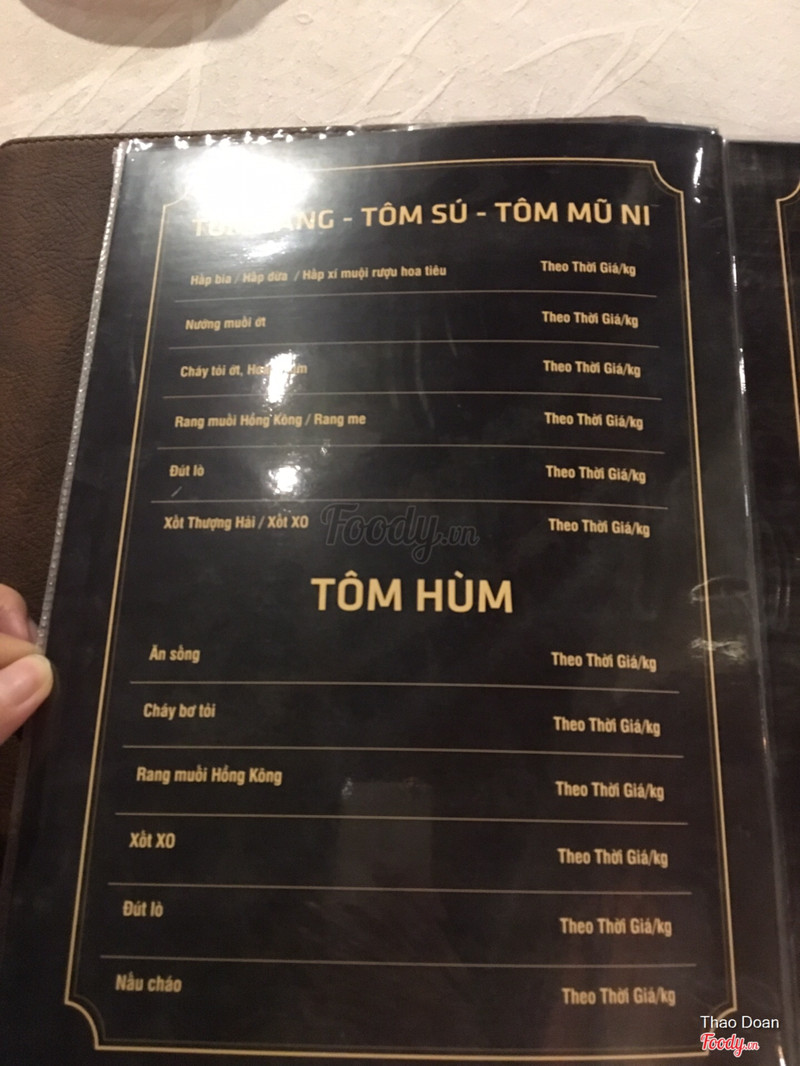 - TÔM SÚ - TÔM MŨ NI
Hấp bia / Hấp dừa / Hấp xí muội rượu hoa tiêu Theo Thời Giá/kg
Nướng muối ớt Theo Thời Giá/kg
Cháy tỏi ớt, Theo Thời Giá/kg
Rang muối Hồng Kông / Rang me Theo Thời Giá/kg
Đút lò Theo Thời Giá/kg
Xốt Thượng Hải / Xốt XO Theo Thời Giá/kg
Foody.vn
TÔM HÙM
Ăn sống Theo Thời Giá/kg
Cháy bơ tỏi Theo Thời Giá/kg
Rang muối Hồng Kông Theo Thời Giá/kg
Xốt XO Theo Thời Giá/kg
Đút lò Theo Thời Giá/kg
Nấu cháo Theo Thời Giá/kg
Thao Doan
Foody.vn